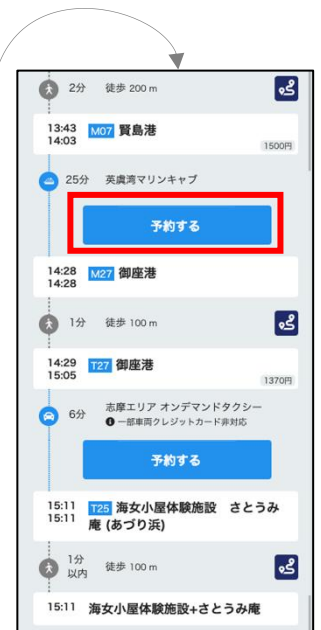 2分 徒歩 200 m
13:43 M07 賢島港
14:03
1500円
25分 英虞湾マリンキャブ
予約する
14:28 M27 御座港
14:28
1分 徒歩 100 m
14:29 T27 御座港
15:05
1370円
6分 志摩エリア オンデマンドタクシー
一部車両クレジットカード非対応
予約する
15:11 T25 海女小屋体験施設 さとうみ
15:11 庵 (あづり浜)
1分
以内 徒歩 100 m
15:11 海女小屋体験施設+さとうみ庵